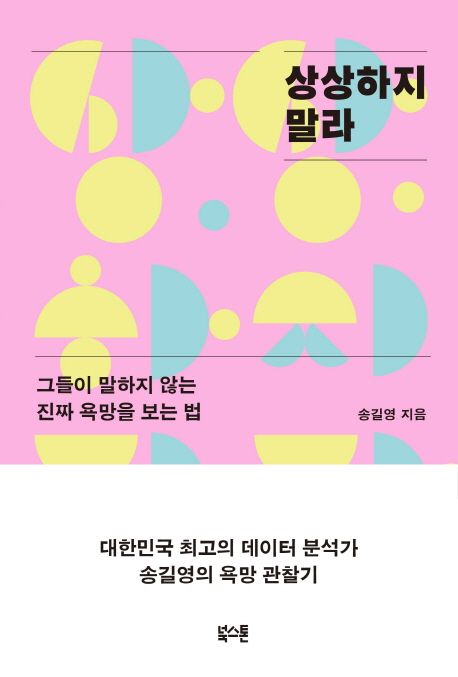 상상하지
말라
그들이 말하지 않는
진짜 욕망을 보는 법
송길영 지음
대한민국 최고의 데이터 분석가
송길영의 욕망 관찰기
북스톤